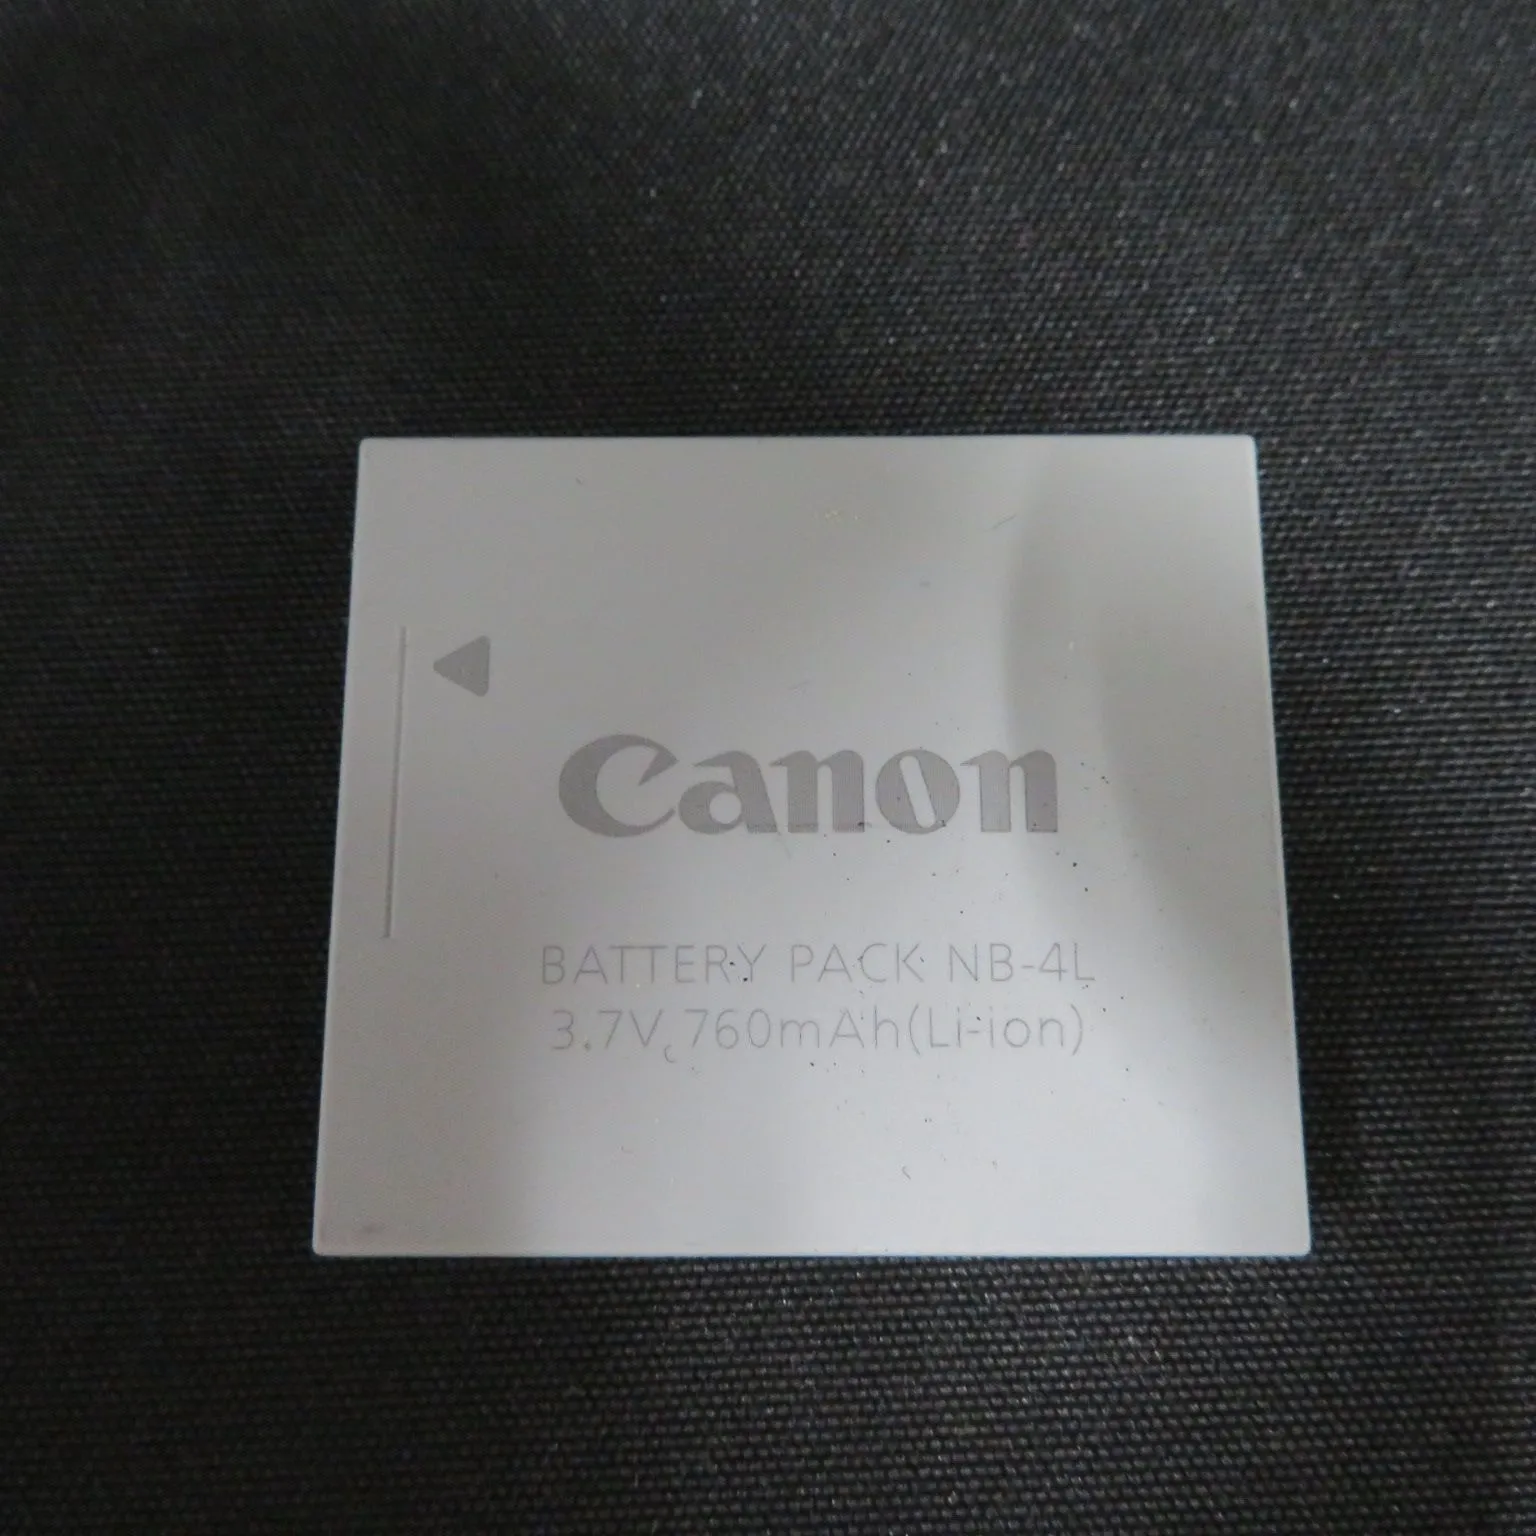 Canon
BATTERY PACK NB-4L
3.7V 760mAh(Li-ion)